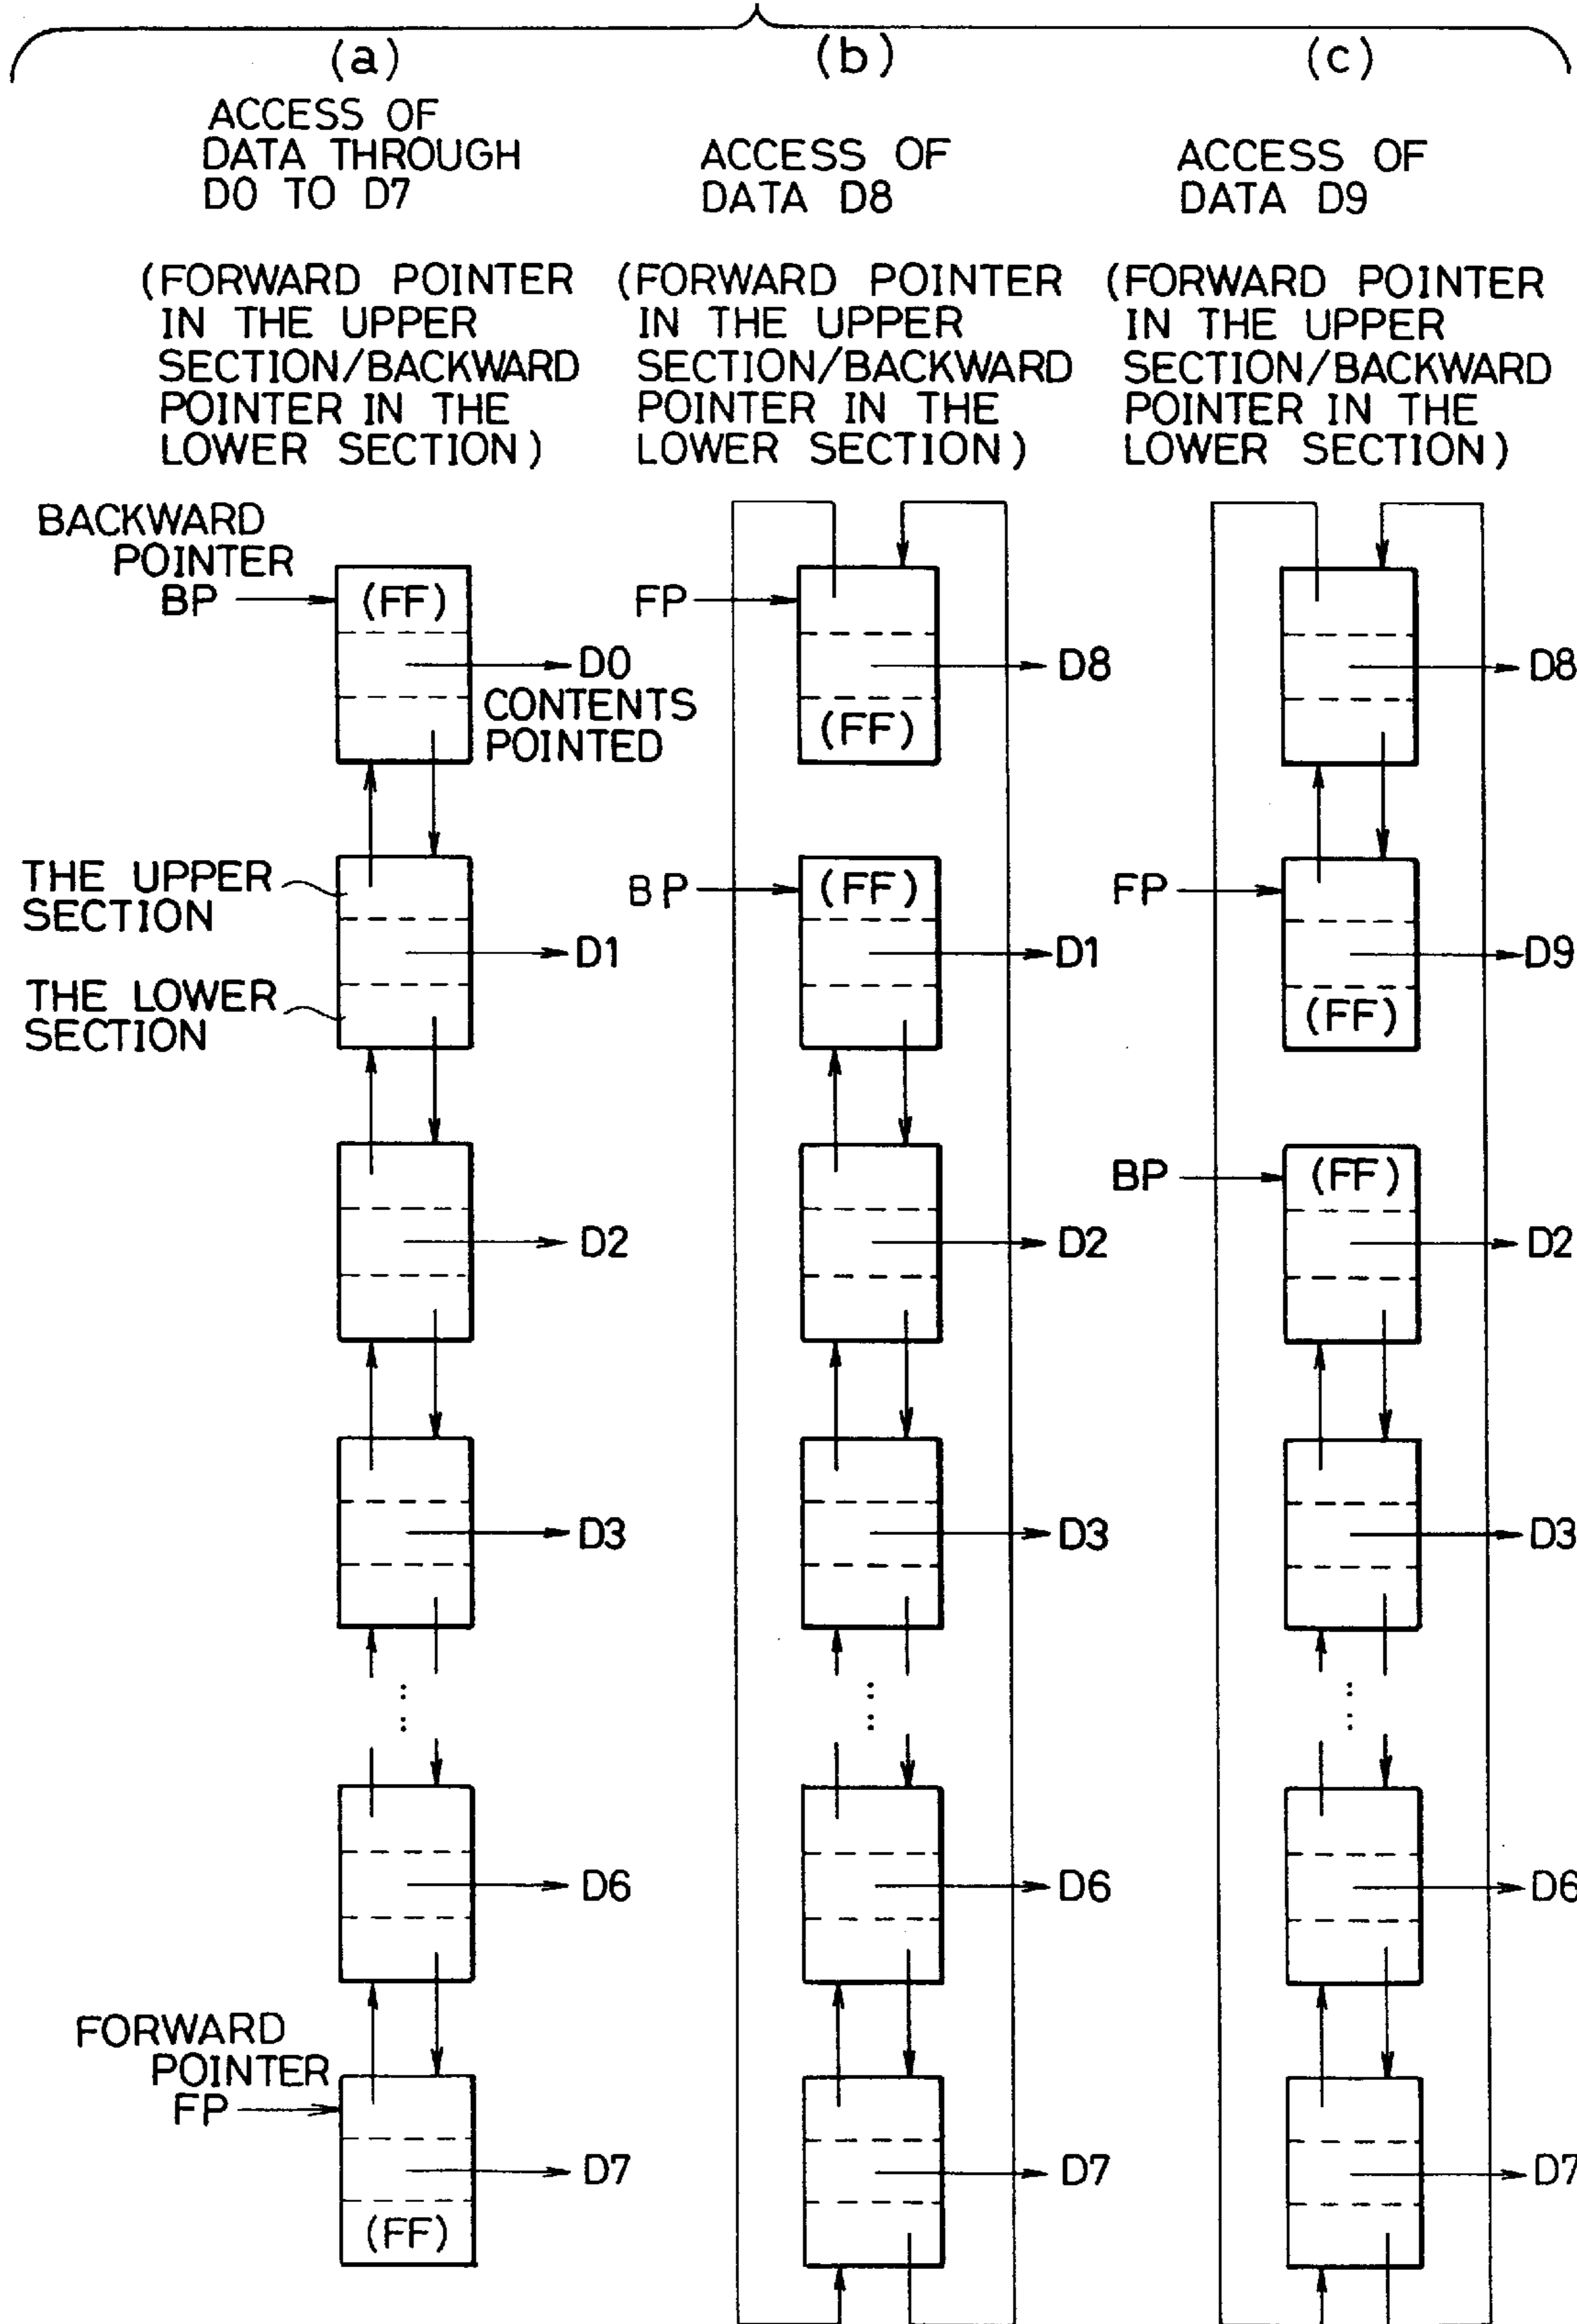 (a)
ACCESS OF
DATA THROUGH
D0 TO D7
(FORWARD POINTER
IN THE UPPER
SECTION/BACKWARD
POINTER IN THE
LOWER SECTION)
BACKWARD
POINTER
BP
(FF)
D0
CONTENTS
POINTED
THE UPPER
SECTION
D1
THE LOWER
SECTION
D2
D3
D6
FORWARD
POINTER
FP
D7
(FF)
(b)
ACCESS OF
DATA D8
(FORWARD POINTER
IN THE UPPER
SECTION/BACKWARD
POINTER IN THE
LOWER SECTION)
FP
D8
(FF)
BP
(FF)
D1
D2
D3
D6
D7
(c)
ACCESS OF
DATA D9
(FORWARD POINTER
IN THE UPPER
SECTION/BACKWARD
POINTER IN THE
LOWER SECTION)
D8
FP
D9
(FF)
BP
(FF)
D2
D3
D6
D7